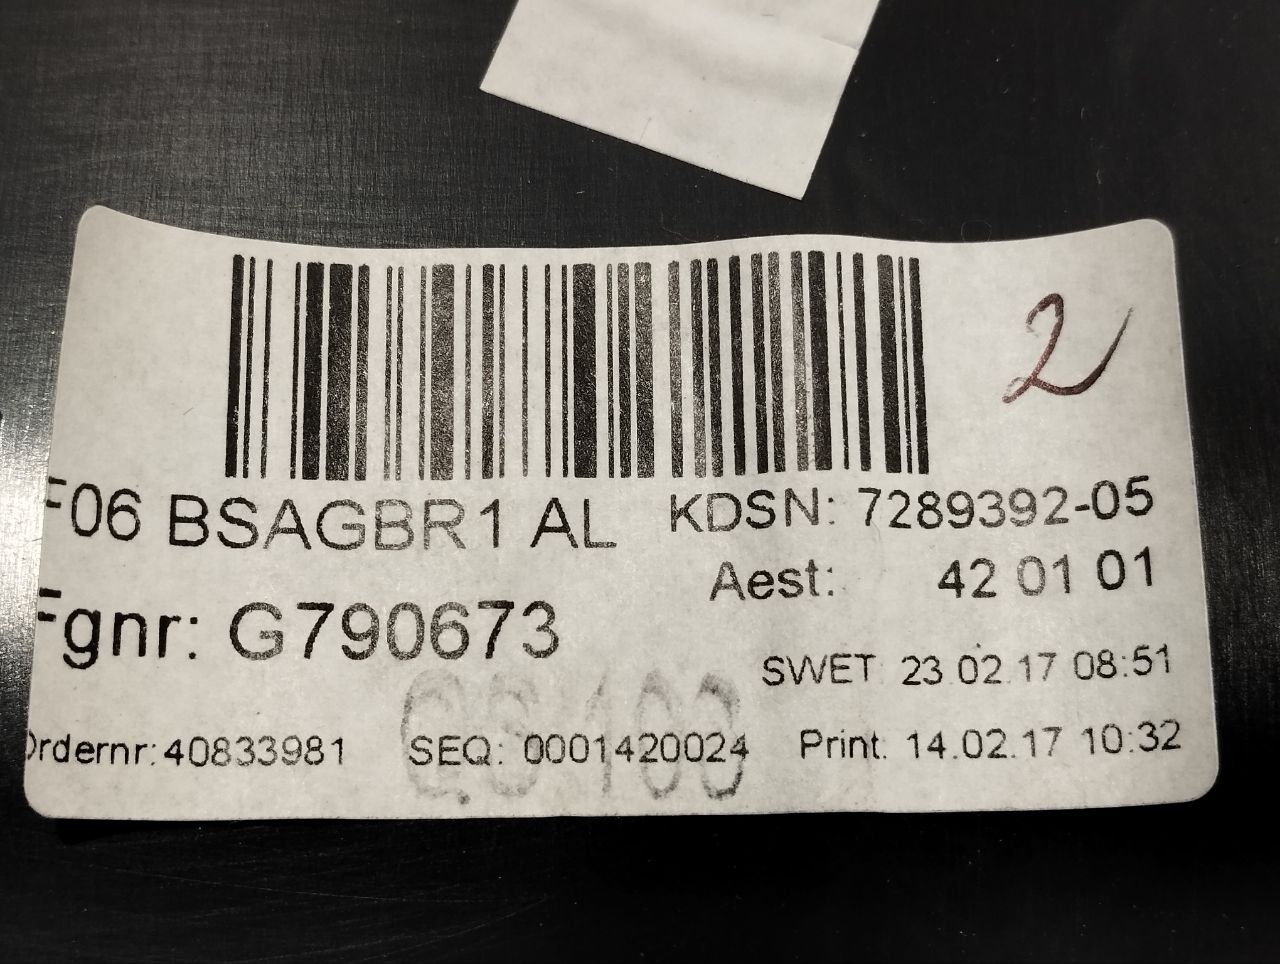 2
F06 BSAGBR1 AL KDSN: 7289392-05
Aest: 42 01 01
Fgnr: G790673
SWET 23.02.17 08:51
Ordernr: 40833981 SEQ: 0001420024 Print: 14.02.17 10:32